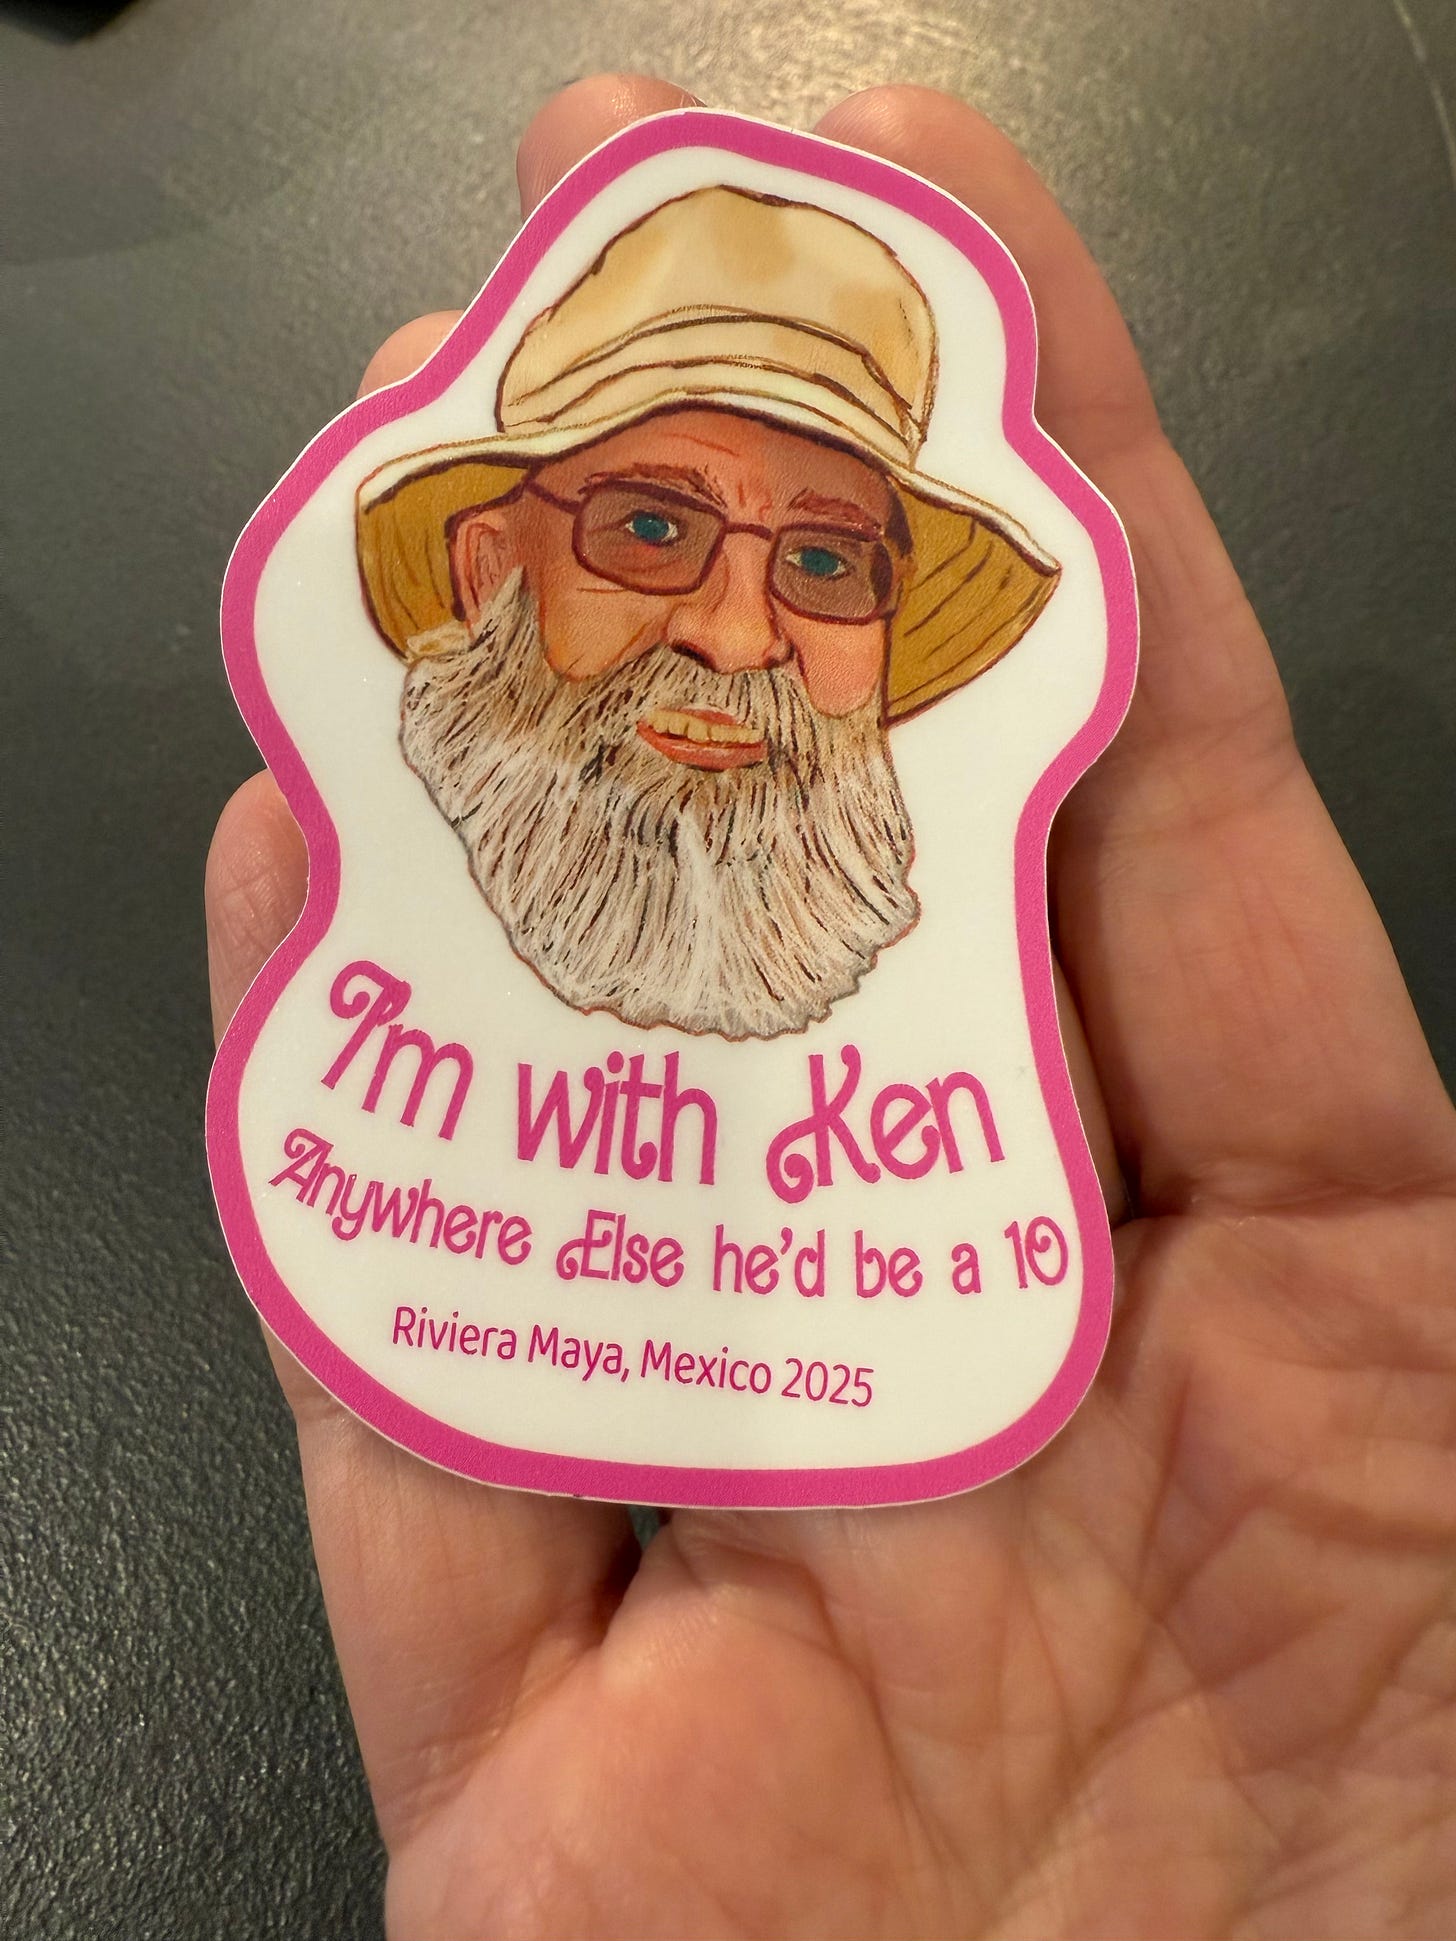 I'm with Ken
Anywhere Else he'd be a 10
Riviera Maya, Mexico 2025